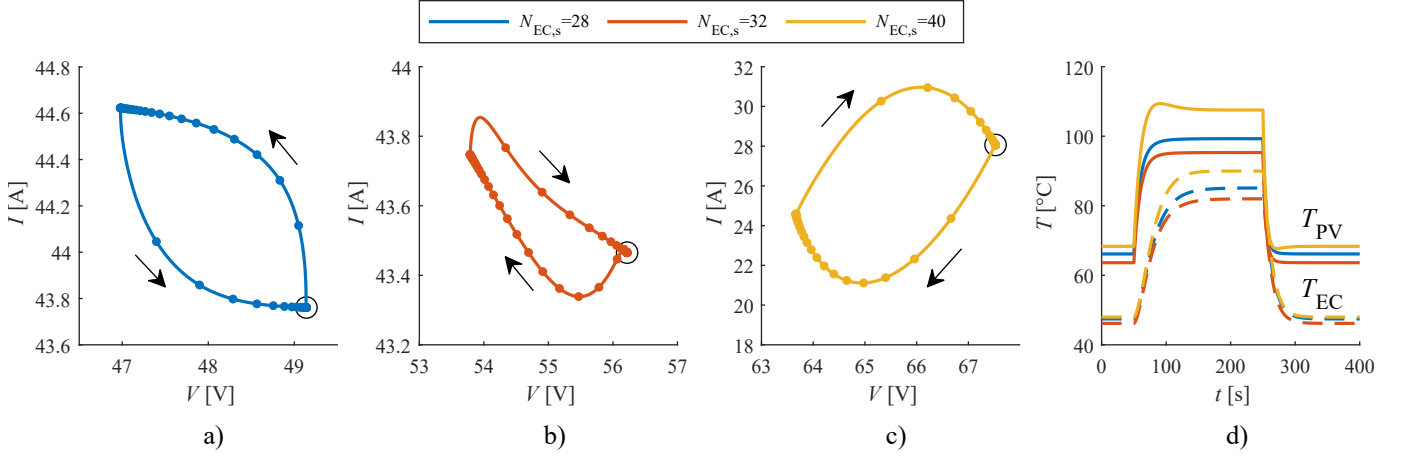 N_EC,s=28 N_EC,s=32 N_EC,s=40
44.8
44.6
44.4
44.2
44
43.8
43.6
I [A]
47 48 49
V [V]
a)
44
43.8
43.6
43.4
43.2
I [A]
53 54 55 56 57
V [V]
b)
32
30
28
26
24
22
20
18
I [A]
63 64 65 66 67
V [V]
c)
120
100
80
60
40
T [°C]
T_PV
T_EC
0 100 200 300 400
t [s]
d)